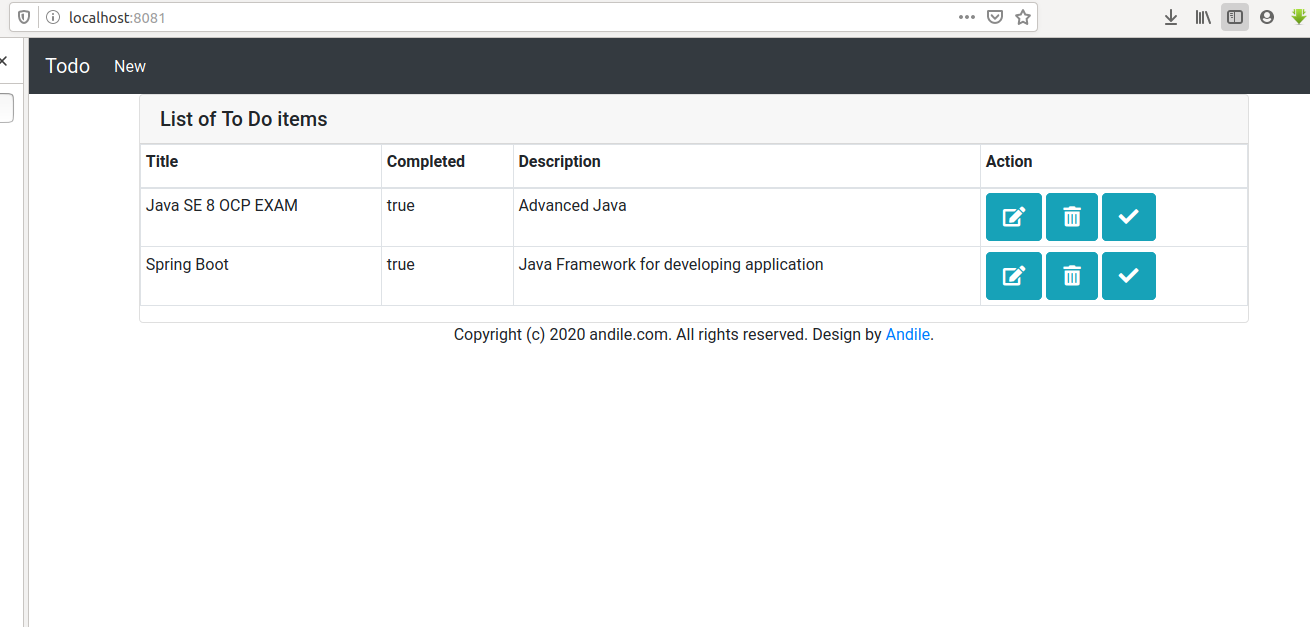 localhost:8081
Todo New
List of To Do items
Title Completed Description Action
Java SE 8 OCP EXAM true Advanced Java
Spring Boot true Java Framework for developing application
Copyright (c) 2020 andile.com. All rights reserved. Design by Andile.